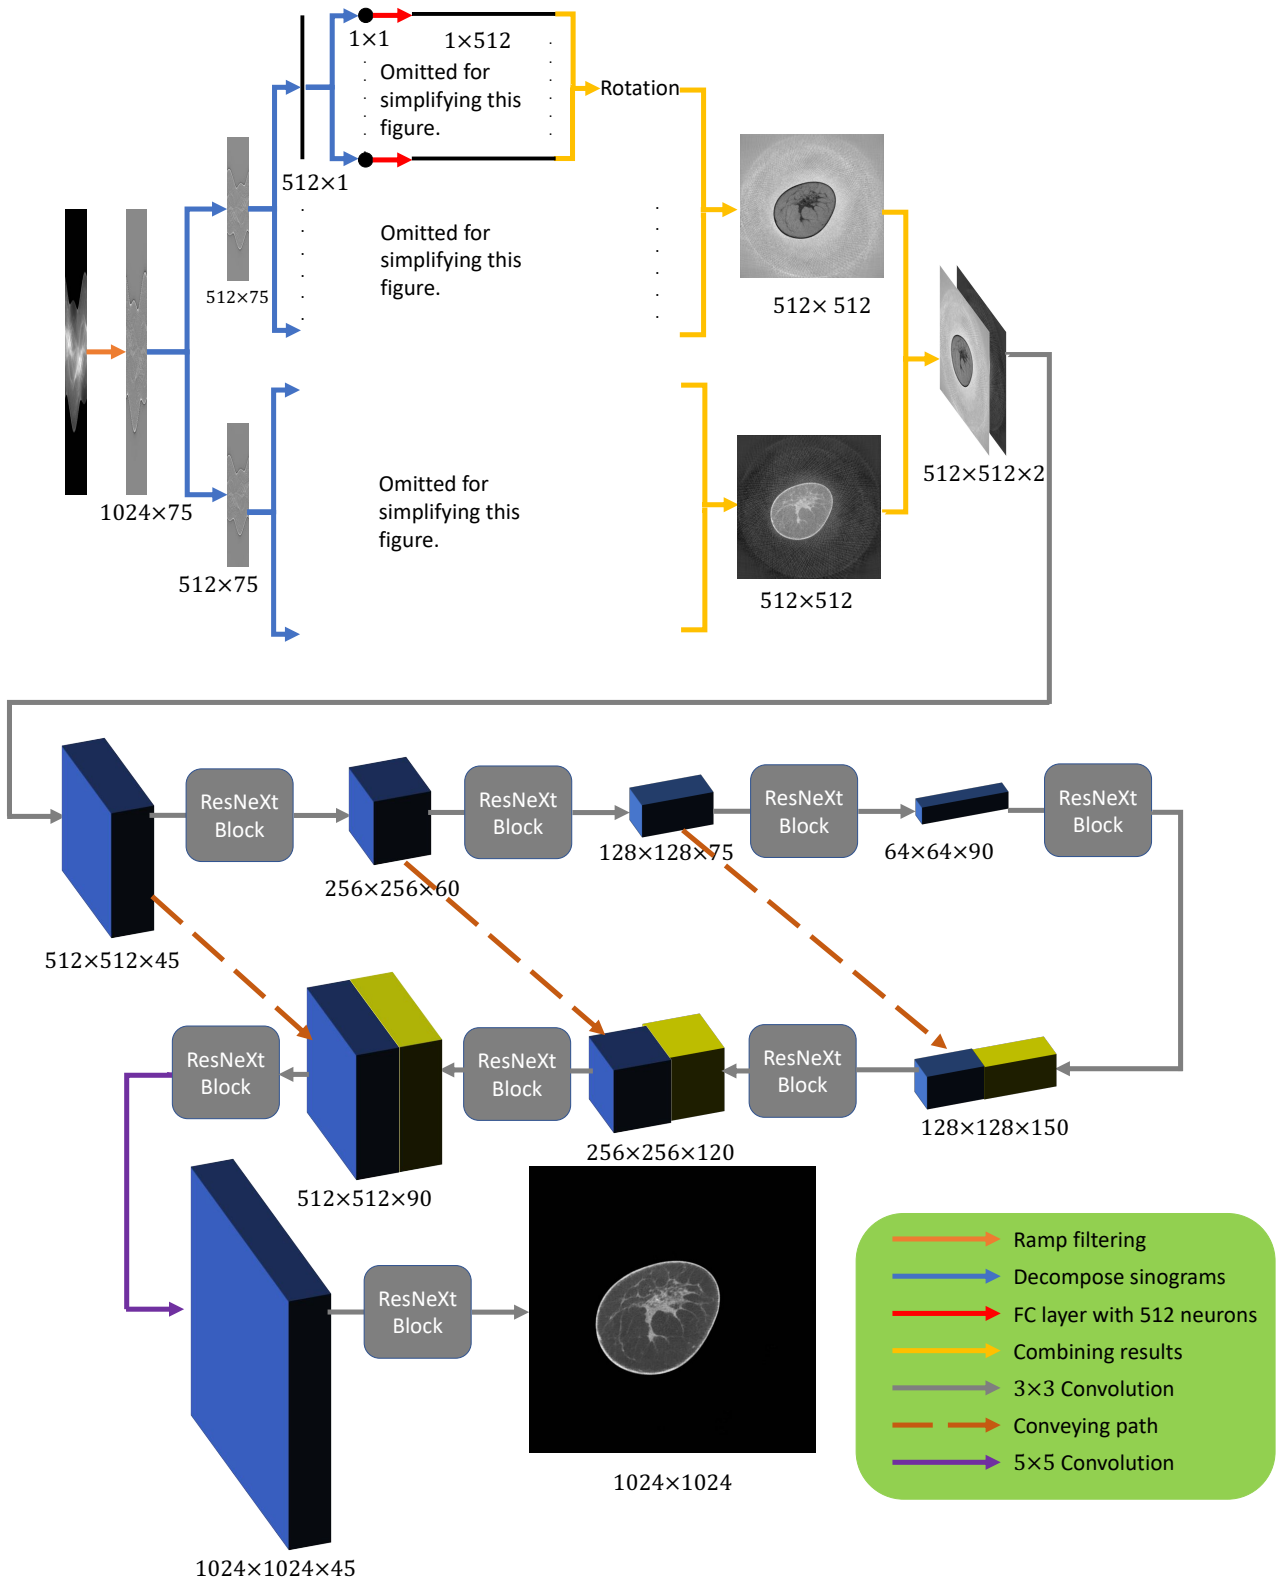 1×1
1×512
Omitted for
simplifying this
figure.
Rotation
512×1
512×75
Omitted for
simplifying this
figure.
512× 512
1024×75
512×75
Omitted for
simplifying this
figure.
512×512
512×512×2
ResNeXt
Block
ResNeXt
Block
ResNeXt
Block
ResNeXt
Block
512×512×45
256×256×60
128×128×75
64×64×90
ResNeXt
Block
ResNeXt
Block
ResNeXt
Block
512×512×90
256×256×120
128×128×150
ResNeXt
Block
1024×1024×45
1024×1024
Ramp filtering
Decompose sinograms
FC layer with 512 neurons
Combining results
3×3 Convolution
Conveying path
5×5 Convolution